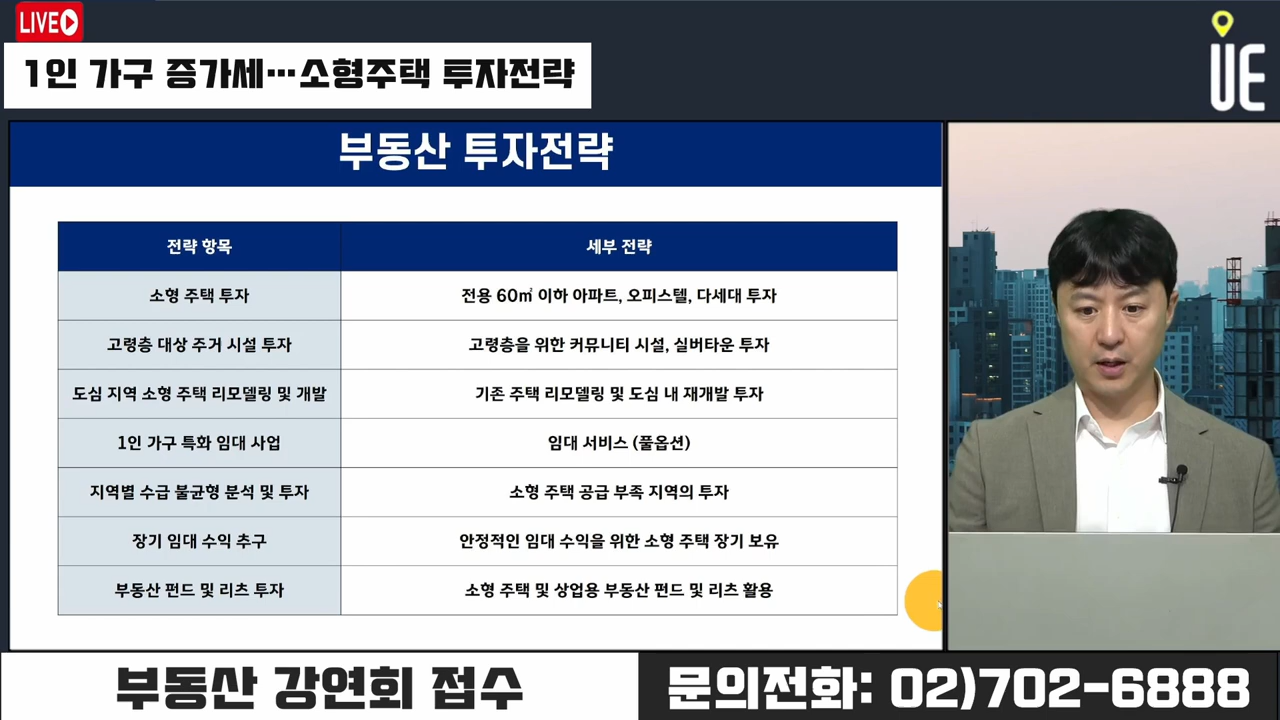 LIVE
1인 가구 증가세…소형주택 투자전략
UE
부동산 투자전략
전략 항목 세부 전략
소형 주택 투자 전용 60㎡ 이하 아파트, 오피스텔, 다세대 투자
고령층 대상 주거 시설 투자 고령층을 위한 커뮤니티 시설, 실버타운 투자
도심 지역 소형 주택 리모델링 및 개발 기존 주택 리모델링 및 도심 내 재개발 투자
1인 가구 특화 임대 사업 임대 서비스 (풀옵션)
지역별 수급 불균형 분석 및 투자 소형 주택 공급 부족 지역의 투자
장기 임대 수익 추구 안정적인 임대 수익을 위한 소형 주택 장기 보유
부동산 펀드 및 리츠 투자 소형 주택 및 상업용 부동산 펀드 및 리츠 활용
부동산 강연회 접수 문의전화: 02)702-6888